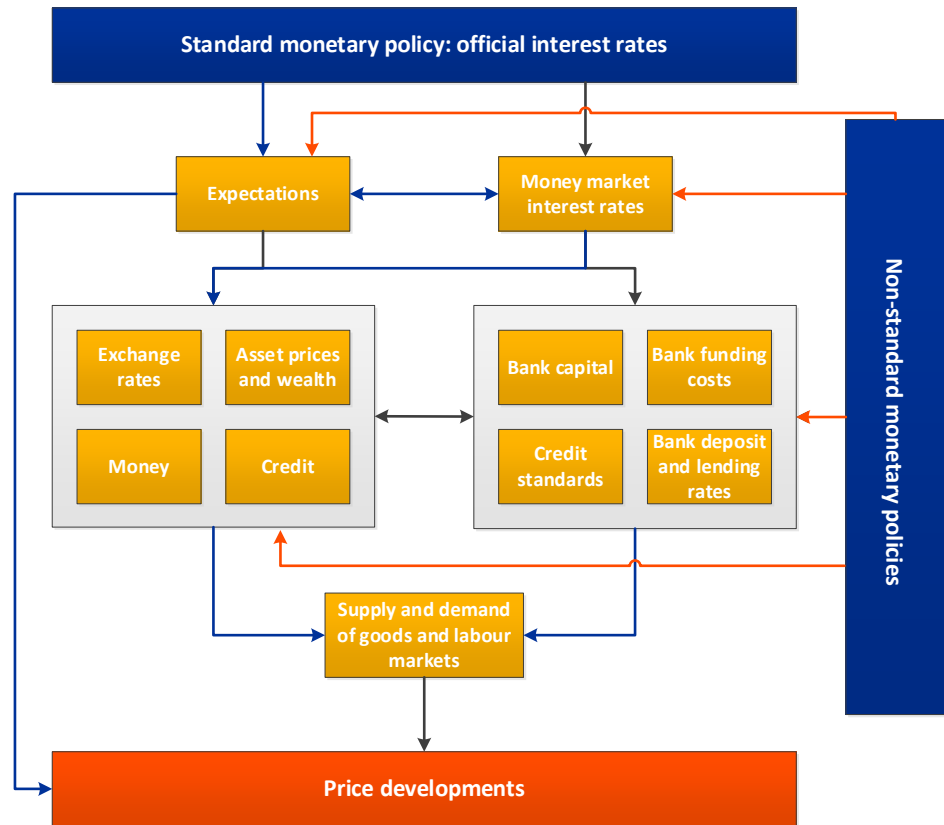 Standard monetary policy: official interest rates
Expectations
Money market
interest rates
Non-standard monetary policies
Exchange
rates
Asset prices
and wealth
Bank capital
Bank funding
costs
Money
Credit
Credit
standards
Bank deposit
and lending
rates
Supply and demand
of goods and labour
markets
Price developments